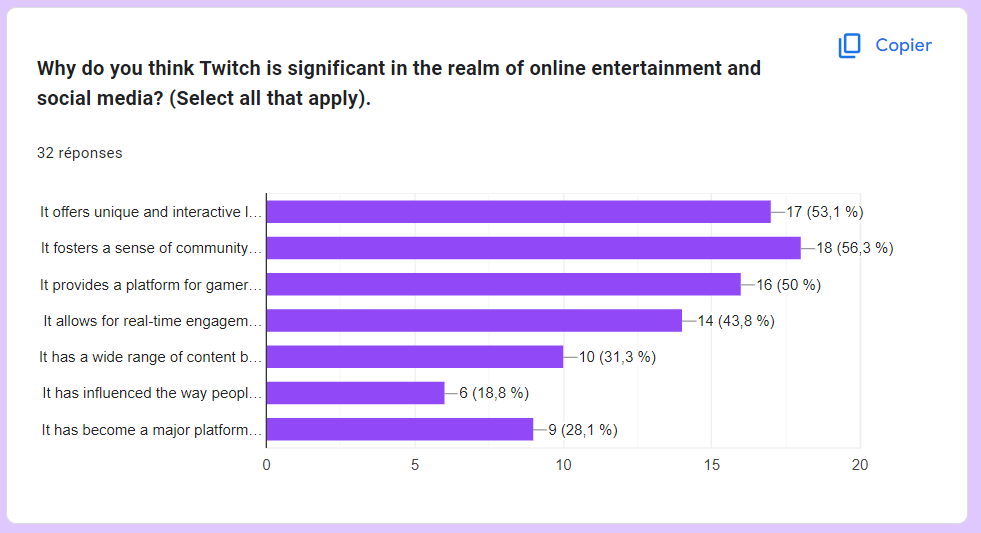 Copier
Why do you think Twitch is significant in the realm of online entertainment and
social media? (Select all that apply).
32 réponses
It offers unique and interactive l… 17 (53,1 %)
It fosters a sense of community… 18 (56,3 %)
It provides a platform for gamer… 16 (50 %)
It allows for real-time engagem… 14 (43,8 %)
It has a wide range of content b… 10 (31,3 %)
It has influenced the way peopl… 6 (18,8 %)
It has become a major platform… 9 (28,1 %)
0 5 10 15 20